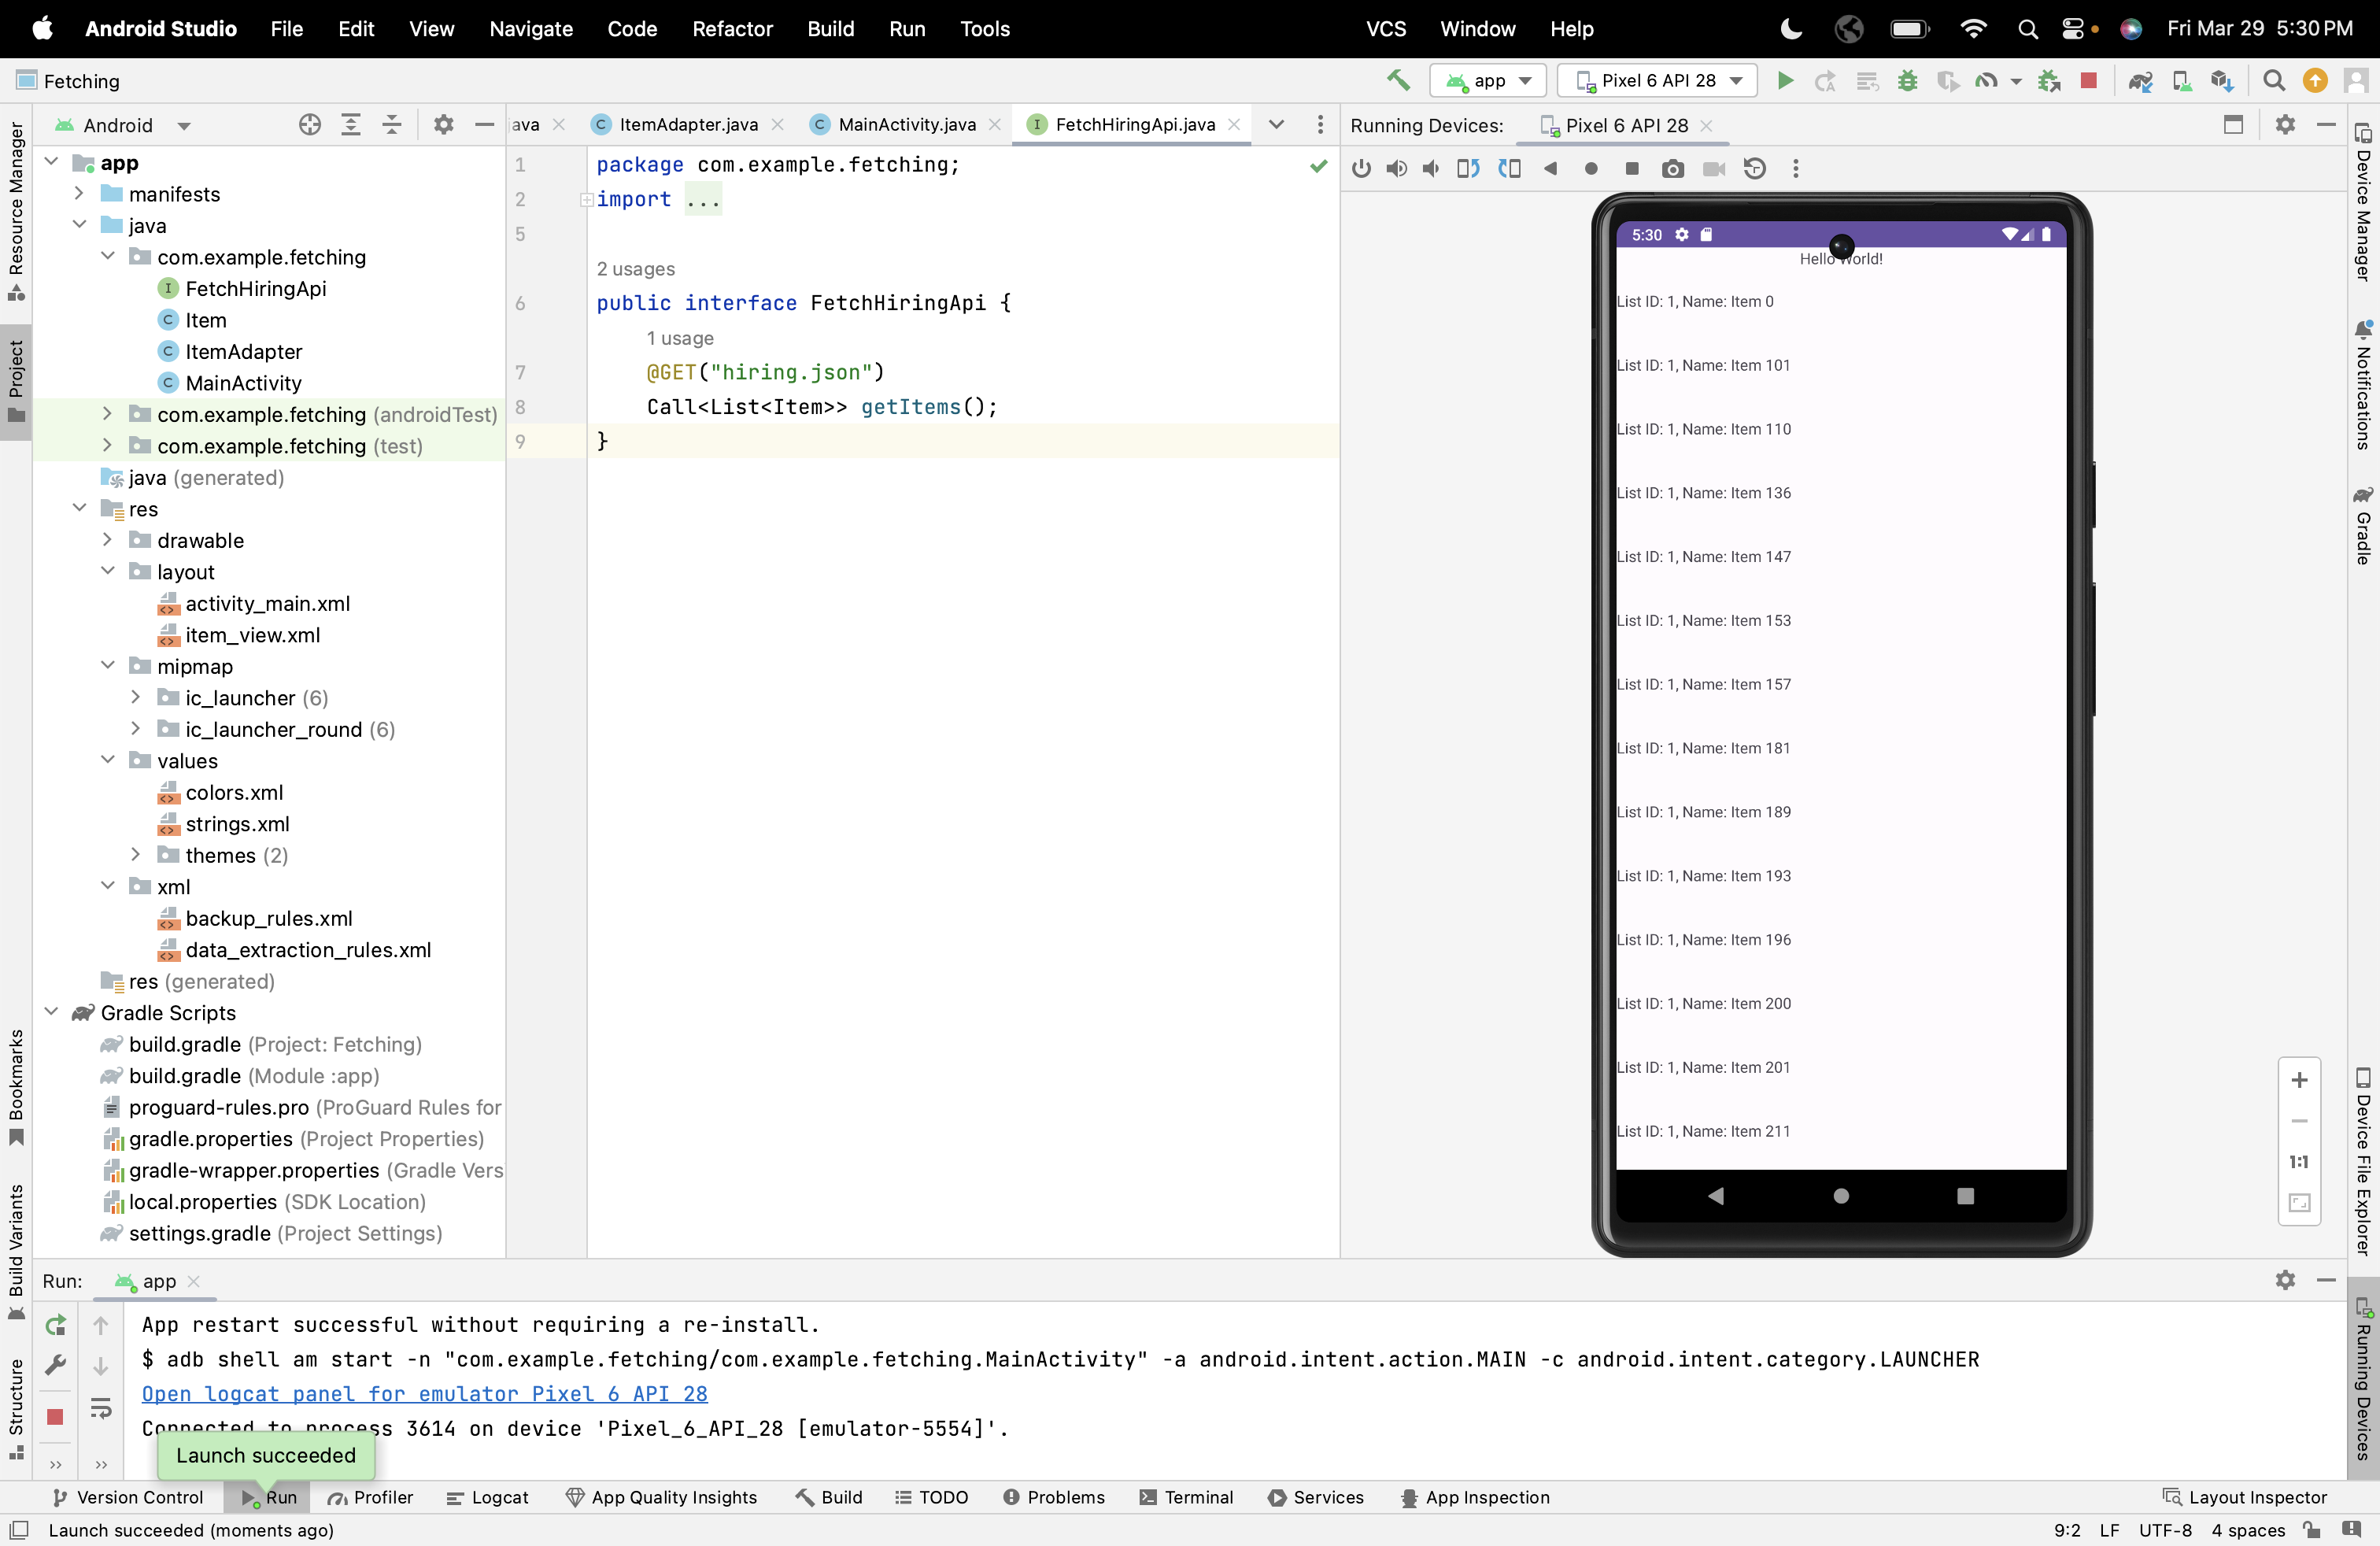 Android Studio File Edit View Navigate Code Refactor Build Run Tools VCS Window Help Fri Mar 29 5:30 PM
Fetching
app
Pixel 6 API 28
Resource Manager
Project
Bookmarks
Build Variants
Structure
Android
app
manifests
java
com.example.fetching
FetchHiringApi
Item
ItemAdapter
MainActivity
com.example.fetching (androidTest)
com.example.fetching (test)
java (generated)
res
drawable
layout
activity_main.xml
item_view.xml
mipmap
ic_launcher (6)
ic_launcher_round (6)
values
colors.xml
strings.xml
themes (2)
xml
backup_rules.xml
data_extraction_rules.xml
res (generated)
Gradle Scripts
build.gradle (Project: Fetching)
build.gradle (Module :app)
proguard-rules.pro (ProGuard Rules for
gradle.properties (Project Properties)
gradle-wrapper.properties (Gradle Vers
local.properties (SDK Location)
settings.gradle (Project Settings)
java ItemAdapter.java MainActivity.java FetchHiringApi.java
1 package com.example.fetching;
2 import ...
5
2 usages
6 public interface FetchHiringApi {
1 usage
7 @GET("hiring.json")
8 Call<List<Item>> getItems();
9 }
Running Devices: Pixel 6 API 28
5:30
Hello World!
List ID: 1, Name: Item 0
List ID: 1, Name: Item 101
List ID: 1, Name: Item 110
List ID: 1, Name: Item 136
List ID: 1, Name: Item 147
List ID: 1, Name: Item 153
List ID: 1, Name: Item 157
List ID: 1, Name: Item 181
List ID: 1, Name: Item 189
List ID: 1, Name: Item 193
List ID: 1, Name: Item 196
List ID: 1, Name: Item 200
List ID: 1, Name: Item 201
List ID: 1, Name: Item 211
1:1
Device Manager
Notifications
Gradle
Device File Explorer
Running Devices
Run: app
App restart successful without requiring a re-install.
$ adb shell am start -n "com.example.fetching/com.example.fetching.MainActivity" -a android.intent.action.MAIN -c android.intent.category.LAUNCHER
Open logcat panel for emulator Pixel 6 API 28
Connected to process 3614 on device 'Pixel_6_API_28 [emulator-5554]'.
Launch succeeded
Version Control Run Profiler Logcat App Quality Insights Build TODO Problems Terminal Services App Inspection Layout Inspector
Launch succeeded (moments ago) 9:2 LF UTF-8 4 spaces